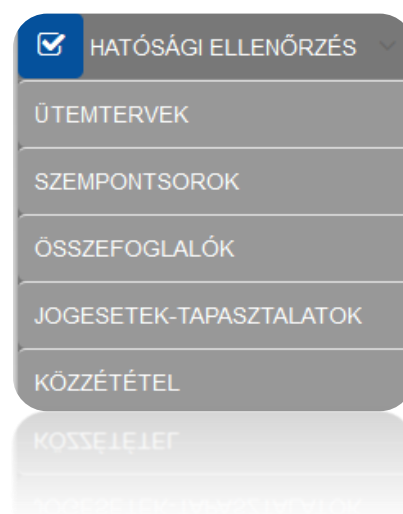 HATÓSÁGI ELLENŐRZÉS
ÜTEMTERVEK
SZEMPONTSOROK
ÖSSZEFOGLALÓK
JOGESETEK-TAPASZTALATOK
KÖZZÉTÉTEL